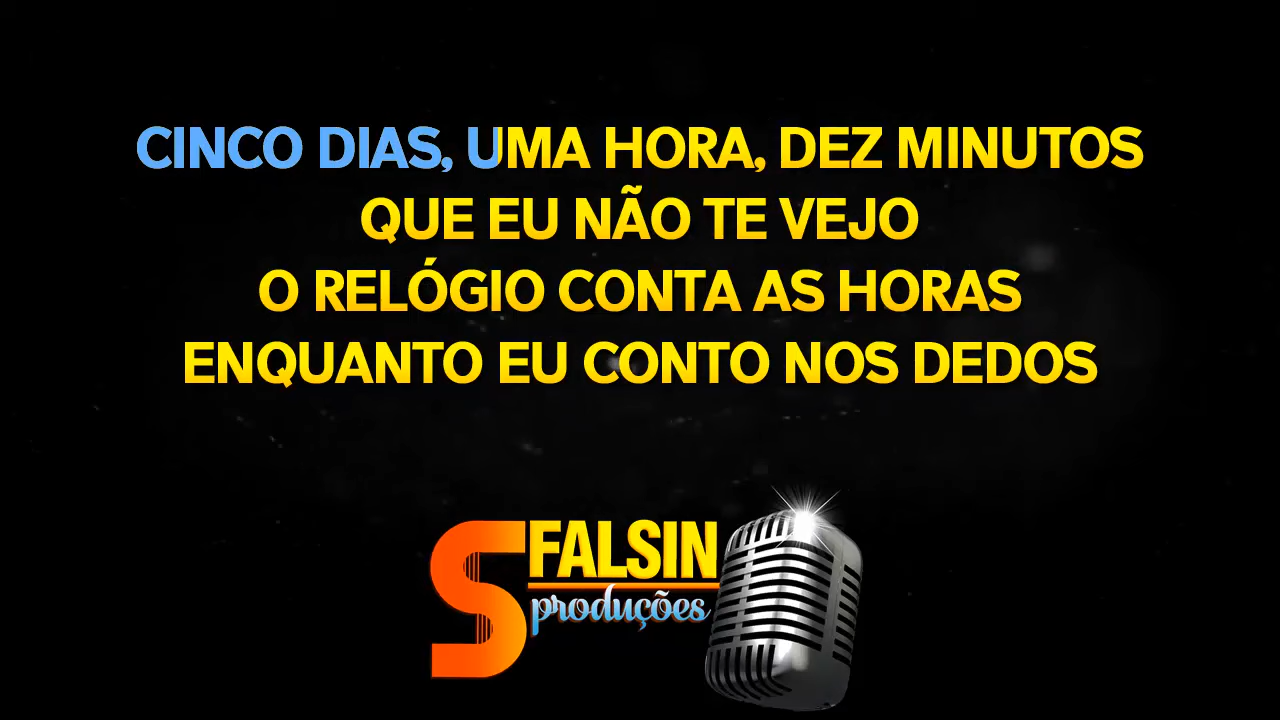 CINCO DIAS, UMA HORA, DEZ MINUTOS
QUE EU NÃO TE VEJO
O RELÓGIO CONTA AS HORAS
ENQUANTO EU CONTO NOS DEDOS
S FALSIN
produções